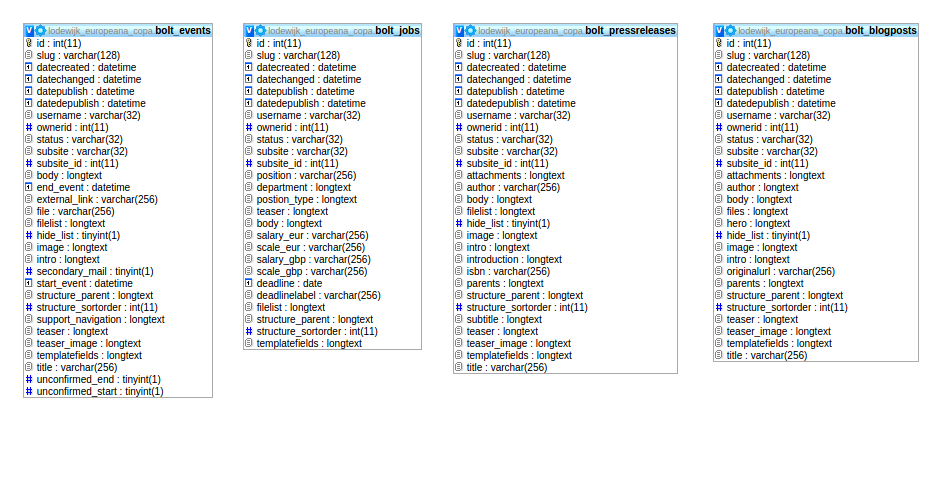 lodewijk_europeana_copa.bolt_events
id : int(11)
slug : varchar(128)
datecreated : datetime
datechanged : datetime
datepublish : datetime
datedepublish : datetime
username : varchar(32)
ownerid : int(11)
status : varchar(32)
subsite : varchar(32)
subsite_id : int(11)
body : longtext
end_event : datetime
external_link : varchar(256)
file : varchar(256)
filelist : longtext
hide_list : tinyint(1)
image : longtext
intro : longtext
secondary_mail : tinyint(1)
start_event : datetime
structure_parent : longtext
structure_sortorder : int(11)
support_navigation : longtext
teaser : longtext
teaser_image : longtext
templatefields : longtext
title : varchar(256)
unconfirmed_end : tinyint(1)
unconfirmed_start : tinyint(1)
lodewijk_europeana_copa.bolt_jobs
id : int(11)
slug : varchar(128)
datecreated : datetime
datechanged : datetime
datepublish : datetime
datedepublish : datetime
username : varchar(32)
ownerid : int(11)
status : varchar(32)
subsite : varchar(32)
subsite_id : int(11)
position : varchar(256)
department : longtext
postion_type : longtext
teaser : longtext
body : longtext
salary_eur : varchar(256)
scale_eur : varchar(256)
salary_gbp : varchar(256)
scale_gbp : varchar(256)
deadline : date
deadlinelabel : varchar(256)
filelist : longtext
structure_parent : longtext
structure_sortorder : int(11)
templatefields : longtext
lodewijk_europeana_copa.bolt_pressreleases
id : int(11)
slug : varchar(128)
datecreated : datetime
datechanged : datetime
datepublish : datetime
datedepublish : datetime
username : varchar(32)
ownerid : int(11)
status : varchar(32)
subsite : varchar(32)
subsite_id : int(11)
attachments : longtext
author : varchar(256)
body : longtext
filelist : longtext
hide_list : tinyint(1)
image : longtext
intro : longtext
introduction : longtext
isbn : varchar(256)
parents : longtext
structure_parent : longtext
structure_sortorder : int(11)
subtitle : longtext
teaser : longtext
teaser_image : longtext
templatefields : longtext
title : varchar(256)
lodewijk_europeana_copa.bolt_blogposts
id : int(11)
slug : varchar(128)
datecreated : datetime
datechanged : datetime
datepublish : datetime
datedepublish : datetime
username : varchar(32)
ownerid : int(11)
status : varchar(32)
subsite : varchar(32)
subsite_id : int(11)
attachments : longtext
author : longtext
body : longtext
files : longtext
hero : longtext
hide_list : tinyint(1)
image : longtext
intro : longtext
originalurl : varchar(256)
parents : longtext
structure_parent : longtext
structure_sortorder : int(11)
teaser : longtext
teaser_image : longtext
templatefields : longtext
title : varchar(256)